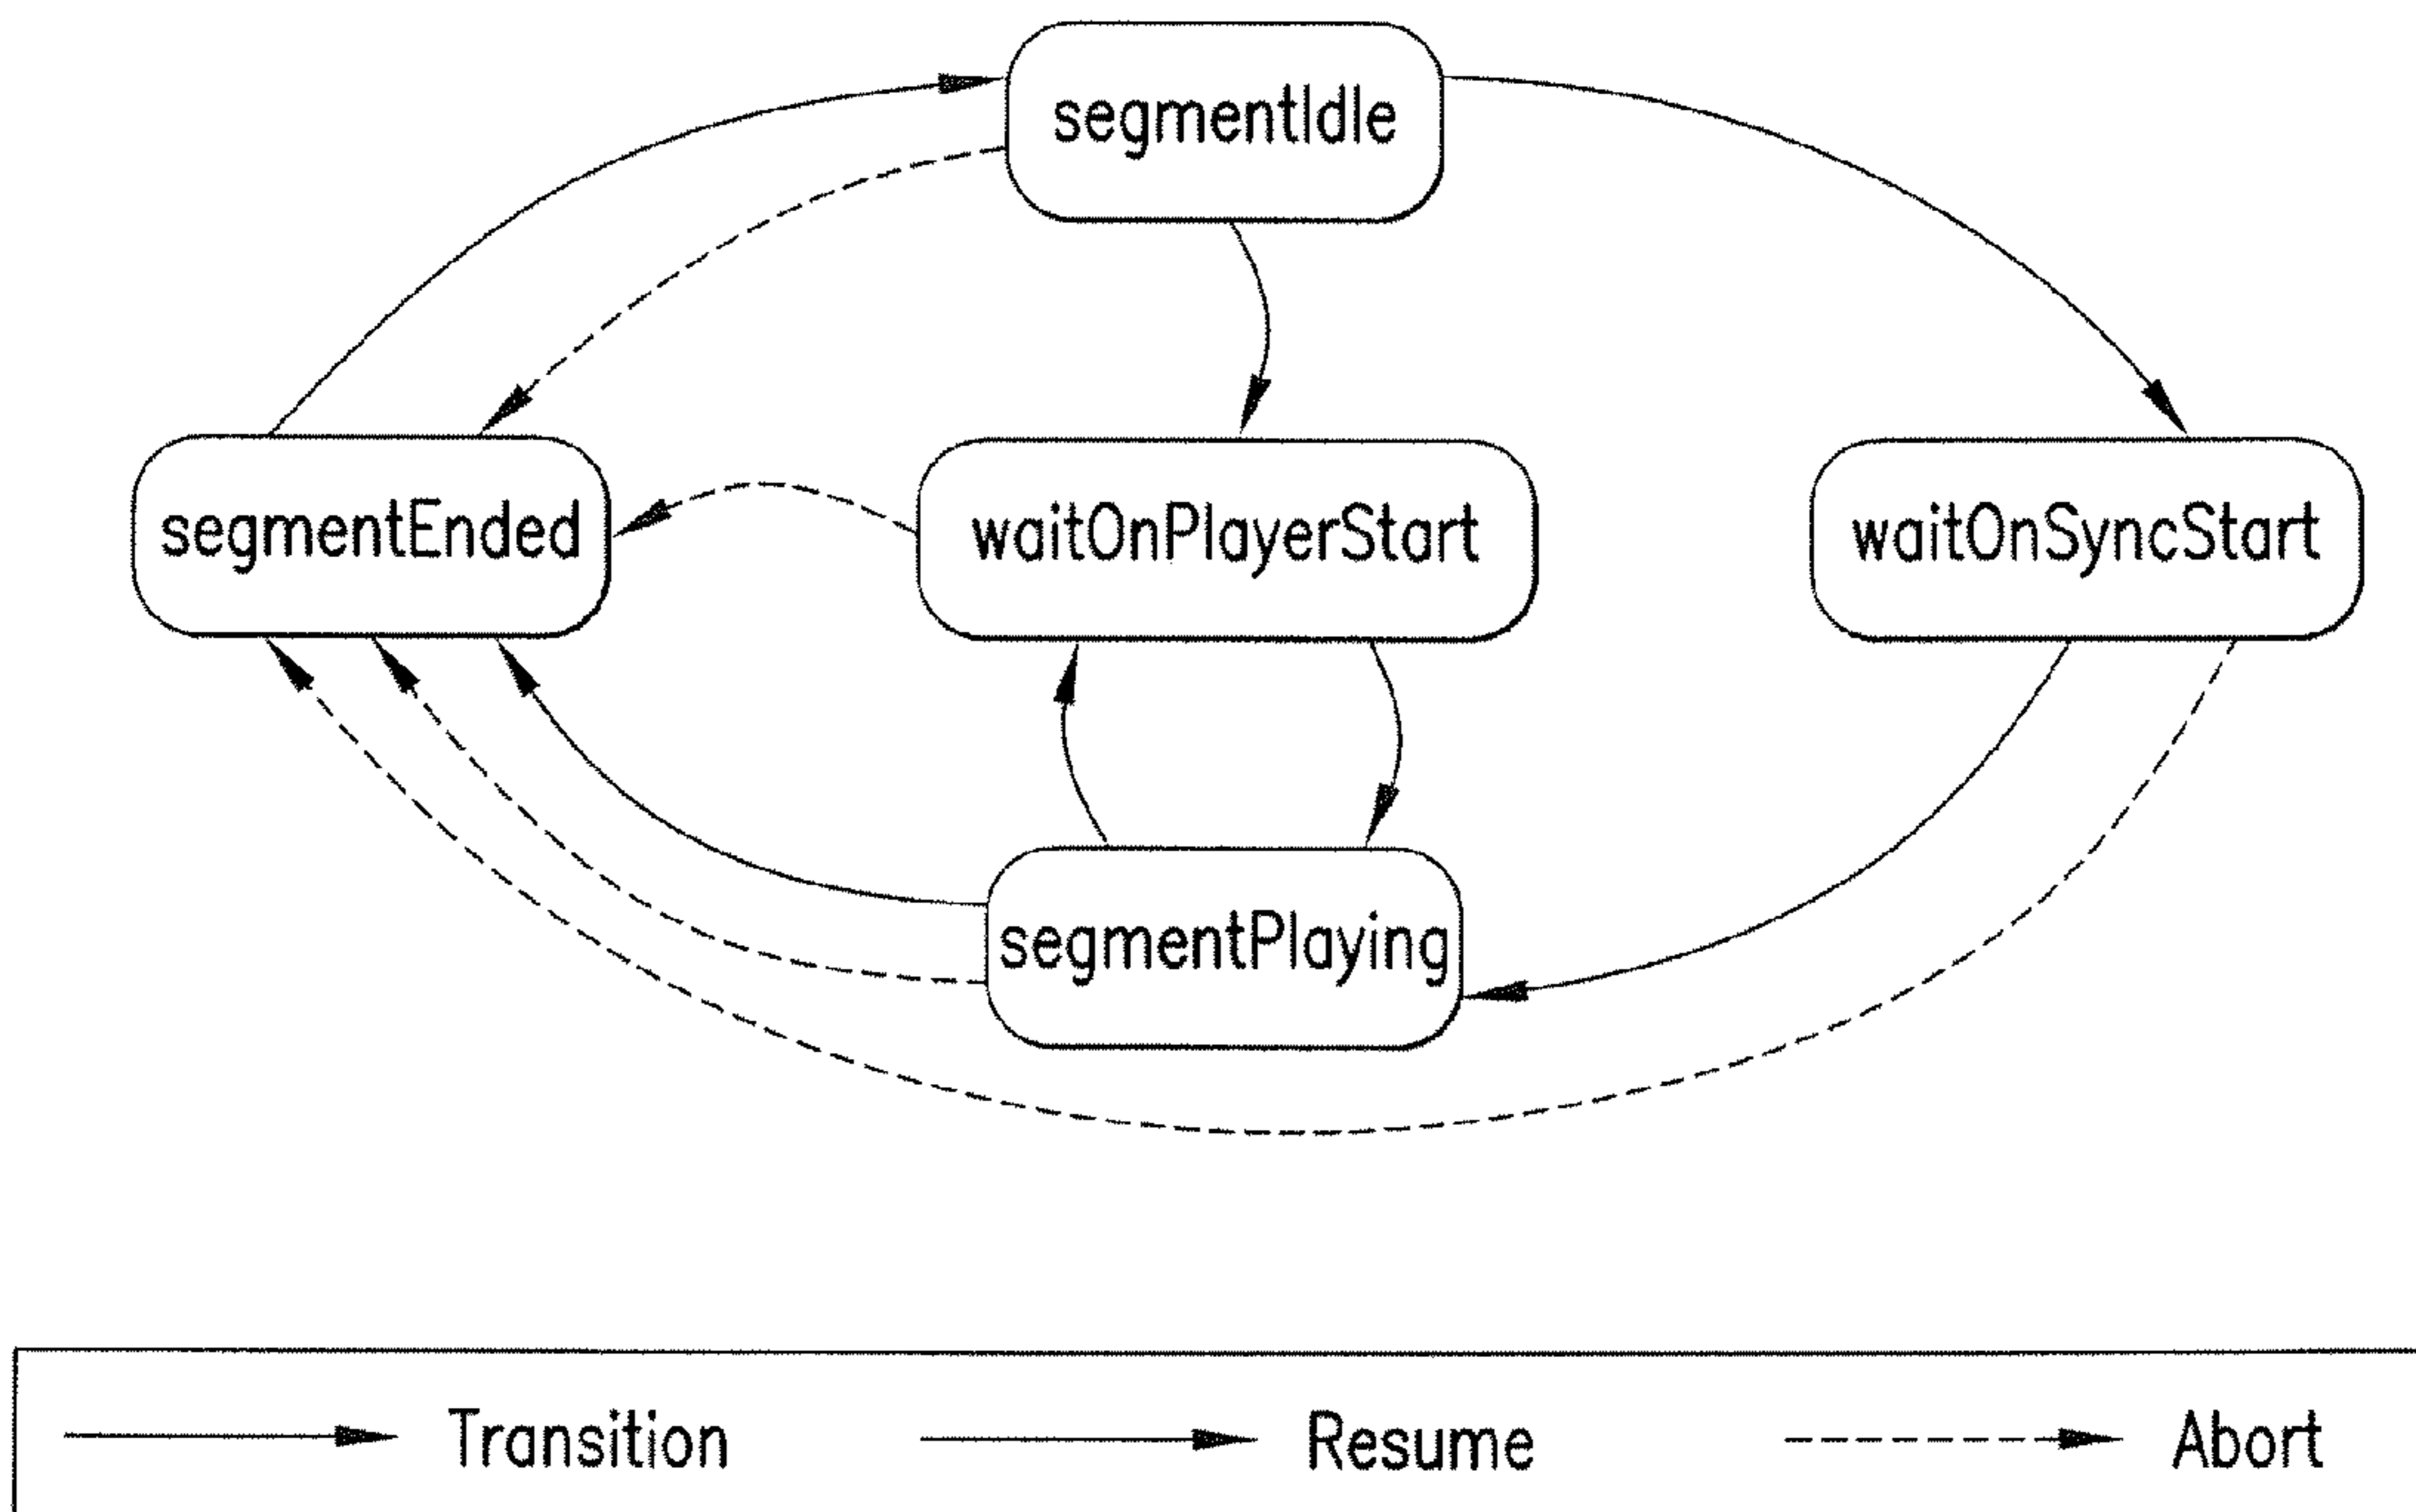 segmentIdle
segmentEnded
waitOnPlayerStart
waitOnSyncStart
segmentPlaying
Transition
Resume
Abort